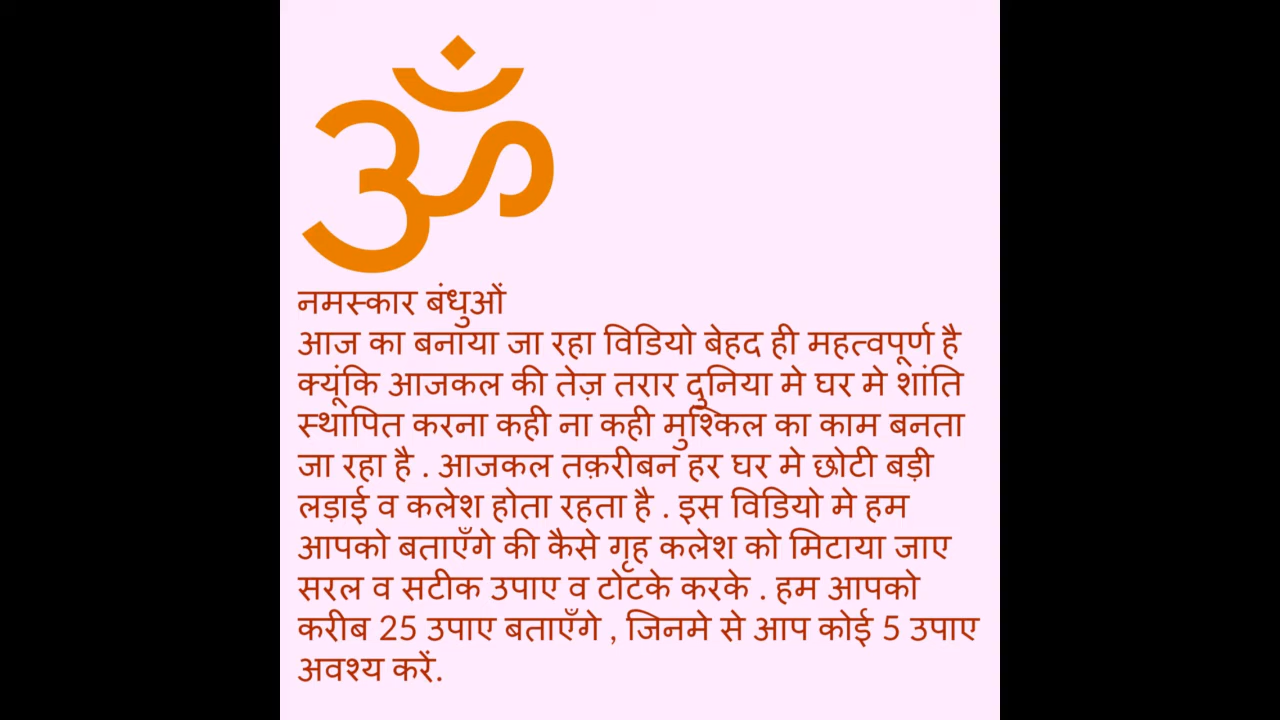 ॐ
नमस्कार बंधुओं
आज का बनाया जा रहा विडियो बेहद ही महत्वपूर्ण है
क्यूंकि आजकल की तेज़ तरार दुनिया मे घर मे शांति
स्थापित करना कही ना कही मुश्किल का काम बनता
जा रहा है . आजकल तक़रीबन हर घर मे छोटी बड़ी
लड़ाई व कलेश होता रहता है . इस विडियो मे हम
आपको बताएँगे की कैसे गृह कलेश को मिटाया जाए
सरल व सटीक उपाए व टोटके करके . हम आपको
करीब 25 उपाए बताएँगे , जिनमे से आप कोई 5 उपाए
अवश्य करें.